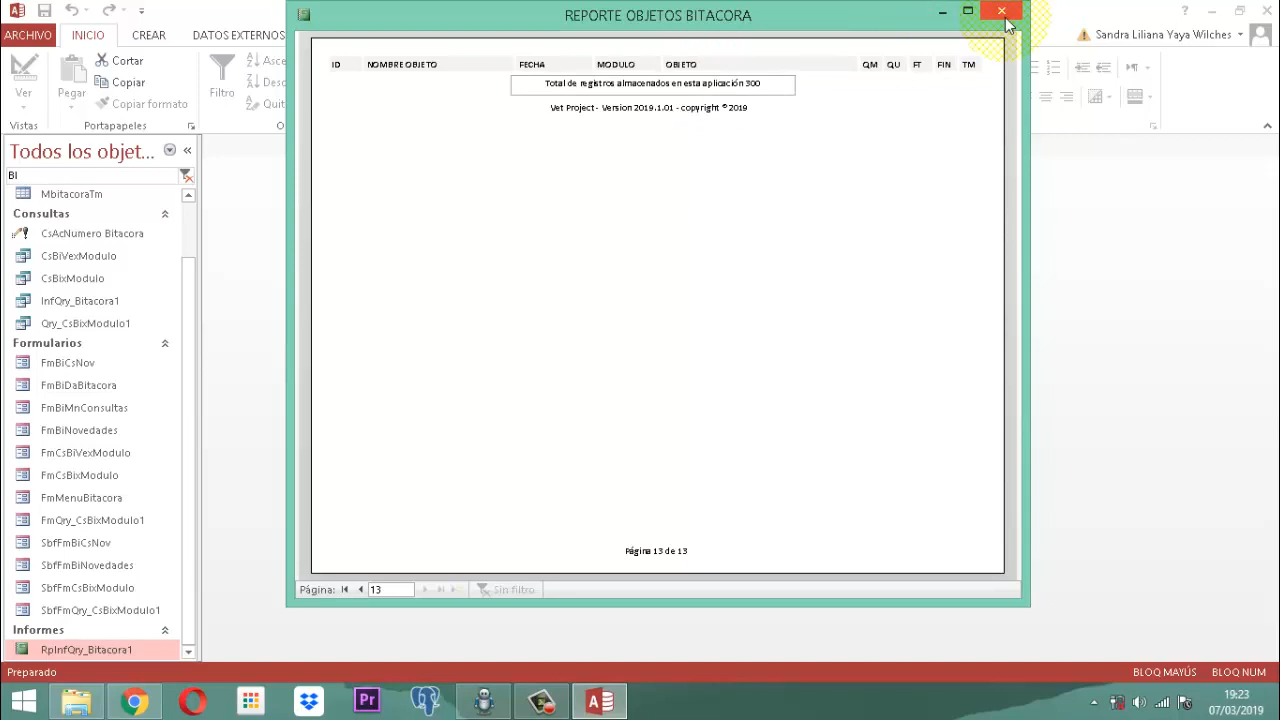 REPORTE OBJETOS BITACORA
ARCHIVO
INICIO
CREAR
DATOS EXTERNOS
Sandra Liliana Yaya Wilches
Ver
Vistas
Pegar
Cortar
Copiar
Copiar formato
Portapapeles
Filtro
Asce
Desc
O
Todos los objet...
BI
MbitacoraTm
Consultas
CsAcNumero Bitacora
CsBiVexModulo
CsBixModulo
InfQry_Bitacora1
Qry_CsBixModulo1
Formularios
FmBiCsNov
FmBiDaBitacora
FmBiMnConsultas
FmBiNovedades
FmCsBiVexModulo
FmCsBixModulo
FmMenuBitacora
FmQry_CsBixModulo1
SbfFmBiCsNov
SbfFmBiNovedades
SbfFmCsBixModulo
SbfFmQry_CsBixModulo1
Informes
RpInfQry_Bitacora1
ID NOMBRE OBJETO FECHA MODULO OBJETO QM QU FT FIN TM
Total de registros almacenados en esta aplicación 300
Vet Project - Version 2019.1.01 - copyright ©2019
Página 13 de 13
Página: 13 Sin filtro
Preparado
BLOQ MAYÚS BLOQ NUM
Pr
19:23
07/03/2019